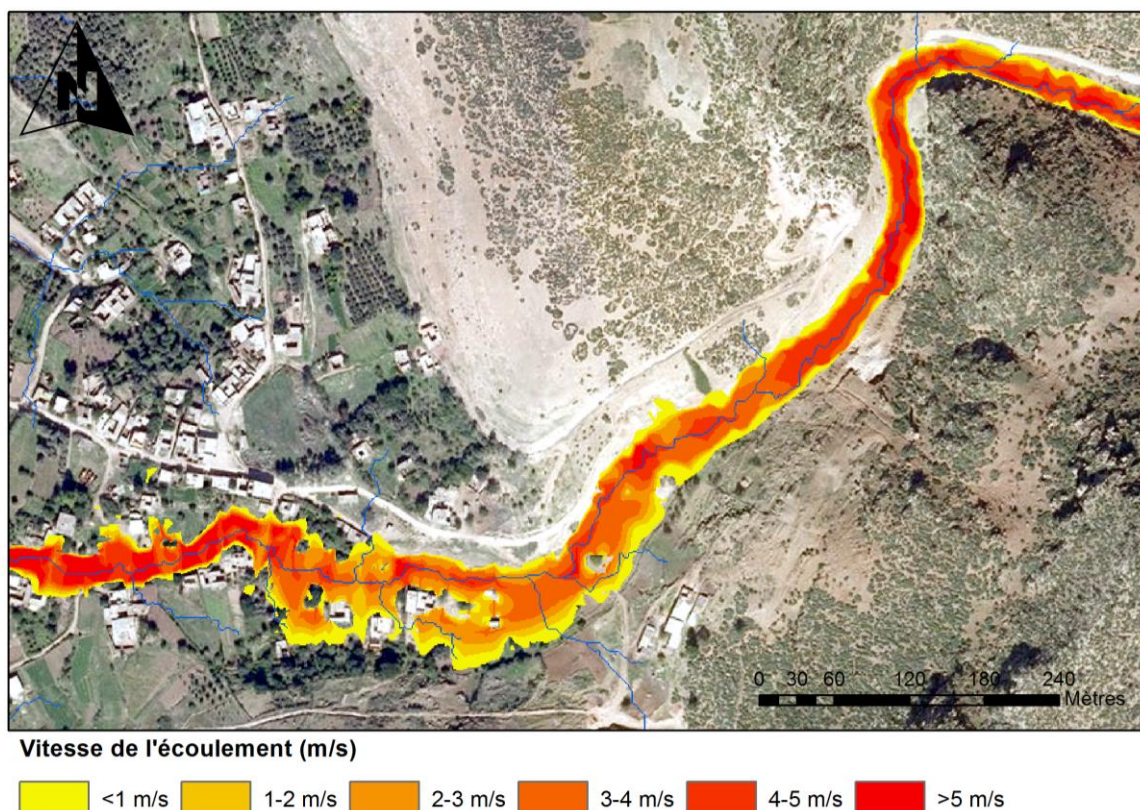 N
0 30 60 120 180 240
Mètres
Vitesse de l'écoulement (m/s)
<1 m/s 1-2 m/s 2-3 m/s 3-4 m/s 4-5 m/s >5 m/s